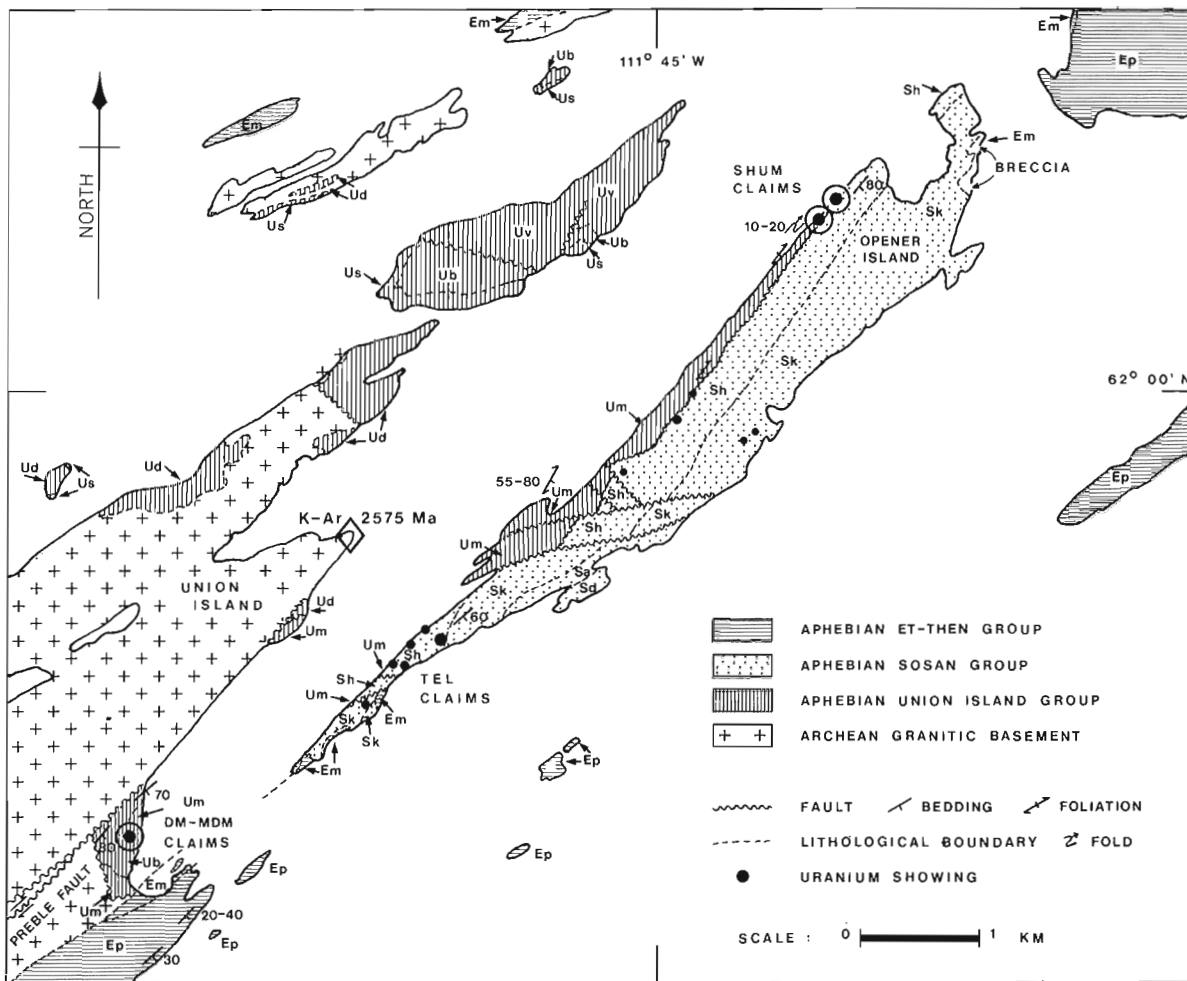 Em
Ub
Us
111° 45' W
Em
Ep
Sh
Em
BRECCIA
NORTH
Em
Ud
Us
SHUM
CLAIMS
80
10-20
Sk
OPENER
ISLAND
Uv
Uv
Ub
Us
Us
Ub
Sk
62° 00' N
Sh
Um
Ud
Ud
Us
Ud
55-80
Um
Sh
Ep
K-Ar 2575 Ma
Sh
Sk
Um
UNION
ISLAND
Sk
Sa
Sd
Ud
Um
60
Um
Sh
Sh
TEL
CLAIMS
Um
Sk
Em
Sk
Em
Ep
APHEBIAN ET-THEN GROUP
APHEBIAN SOSAN GROUP
APHEBIAN UNION ISLAND GROUP
ARCHEAN GRANITIC BASEMENT
70
Um
DM-MDM
CLAIMS
80
Ub
Em
Ep
Ep
Um
PREBLE FAULT
20-40
Ep
Ep
30
FAULT
BEDDING
FOLIATION
LITHOLOGICAL BOUNDARY
FOLD
URANIUM SHOWING
SCALE : 0 1 KM